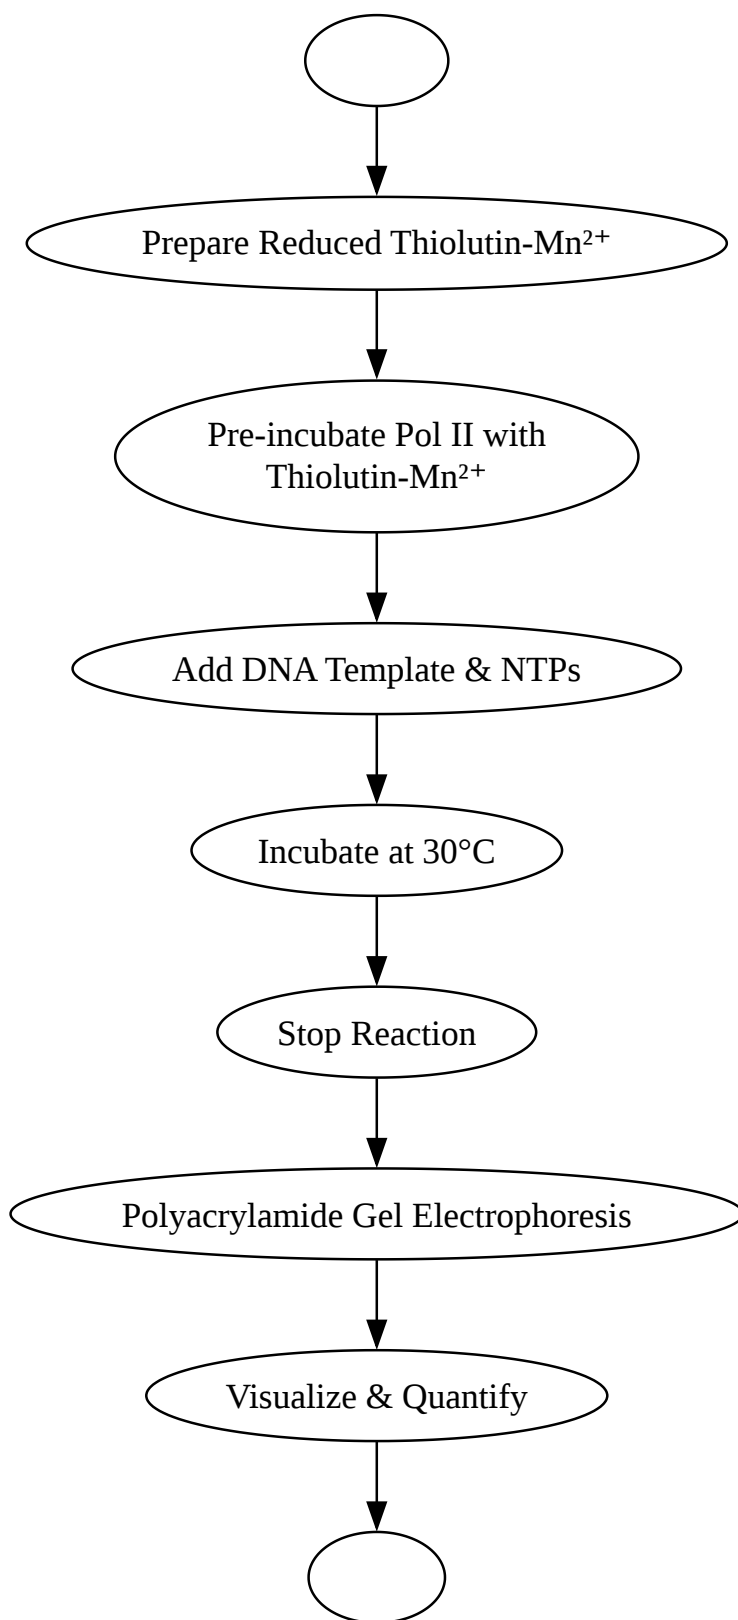 Prepare Reduced Thiolutin-Mn²⁺
Pre-incubate Pol II with
Thiolutin-Mn²⁺
Add DNA Template & NTPs
Incubate at 30°C
Stop Reaction
Polyacrylamide Gel Electrophoresis
Visualize & Quantify